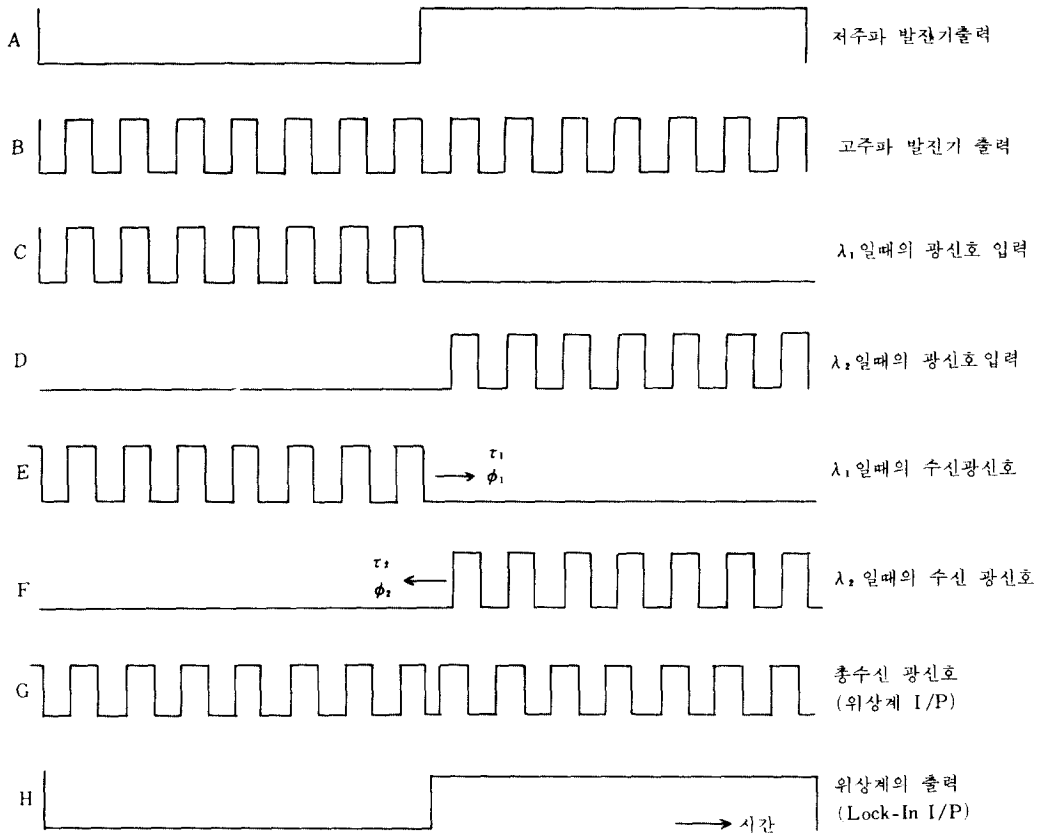 A
저주파 발진기출력
B
고주파 발진기 출력
C
λ₁일때의 광신호 입력
D
λ₂일때의 광신호입력
E
τ₁
φ₁
λ₁일때의 수신광신호
F
τ₂
φ₂
λ₂일때의 수신 광신호
G
총수신 광신호
(위상계 I/P)
H
위상계의 출력
(Lock-In I/P)
시간